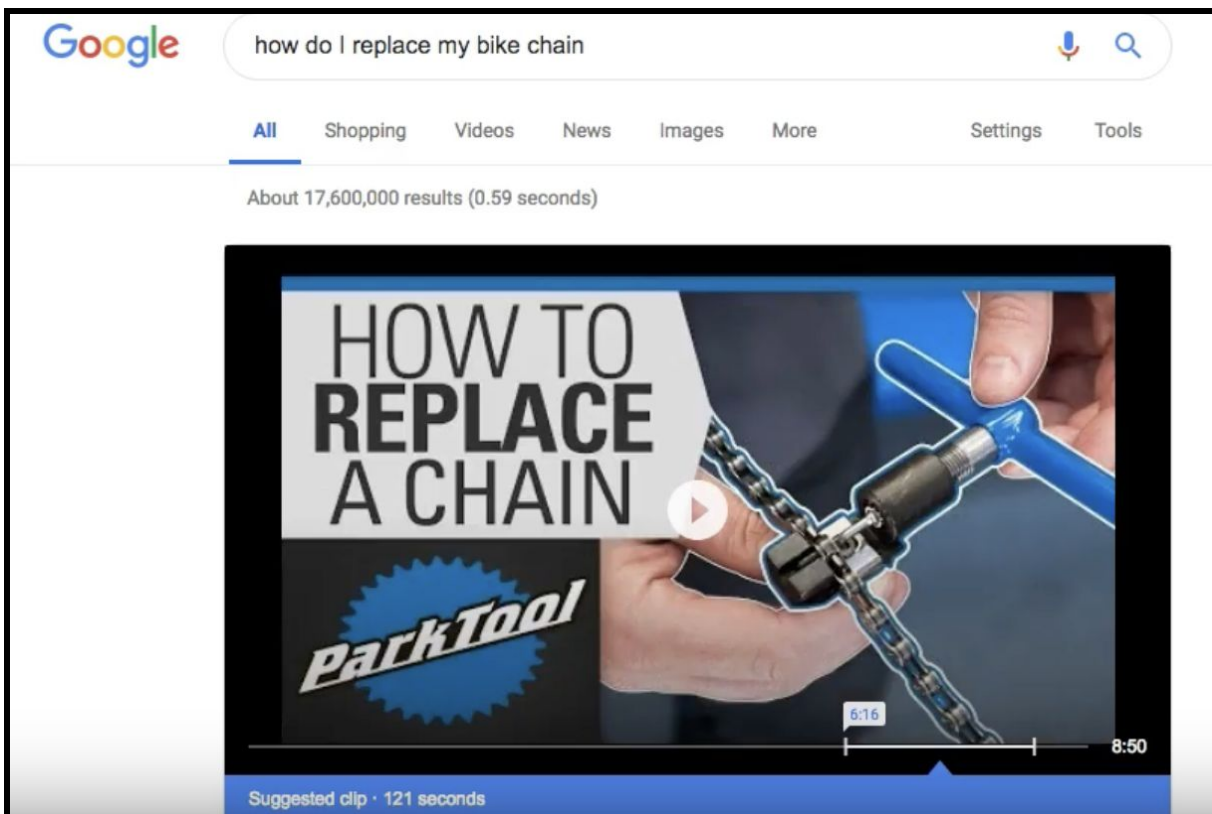 Google
how do I replace my bike chain
All Shopping Videos News Images More Settings Tools
About 17,600,000 results (0.59 seconds)
HOW TO
REPLACE
A CHAIN
ParkTool
6:16
8:50
Suggested clip · 121 seconds